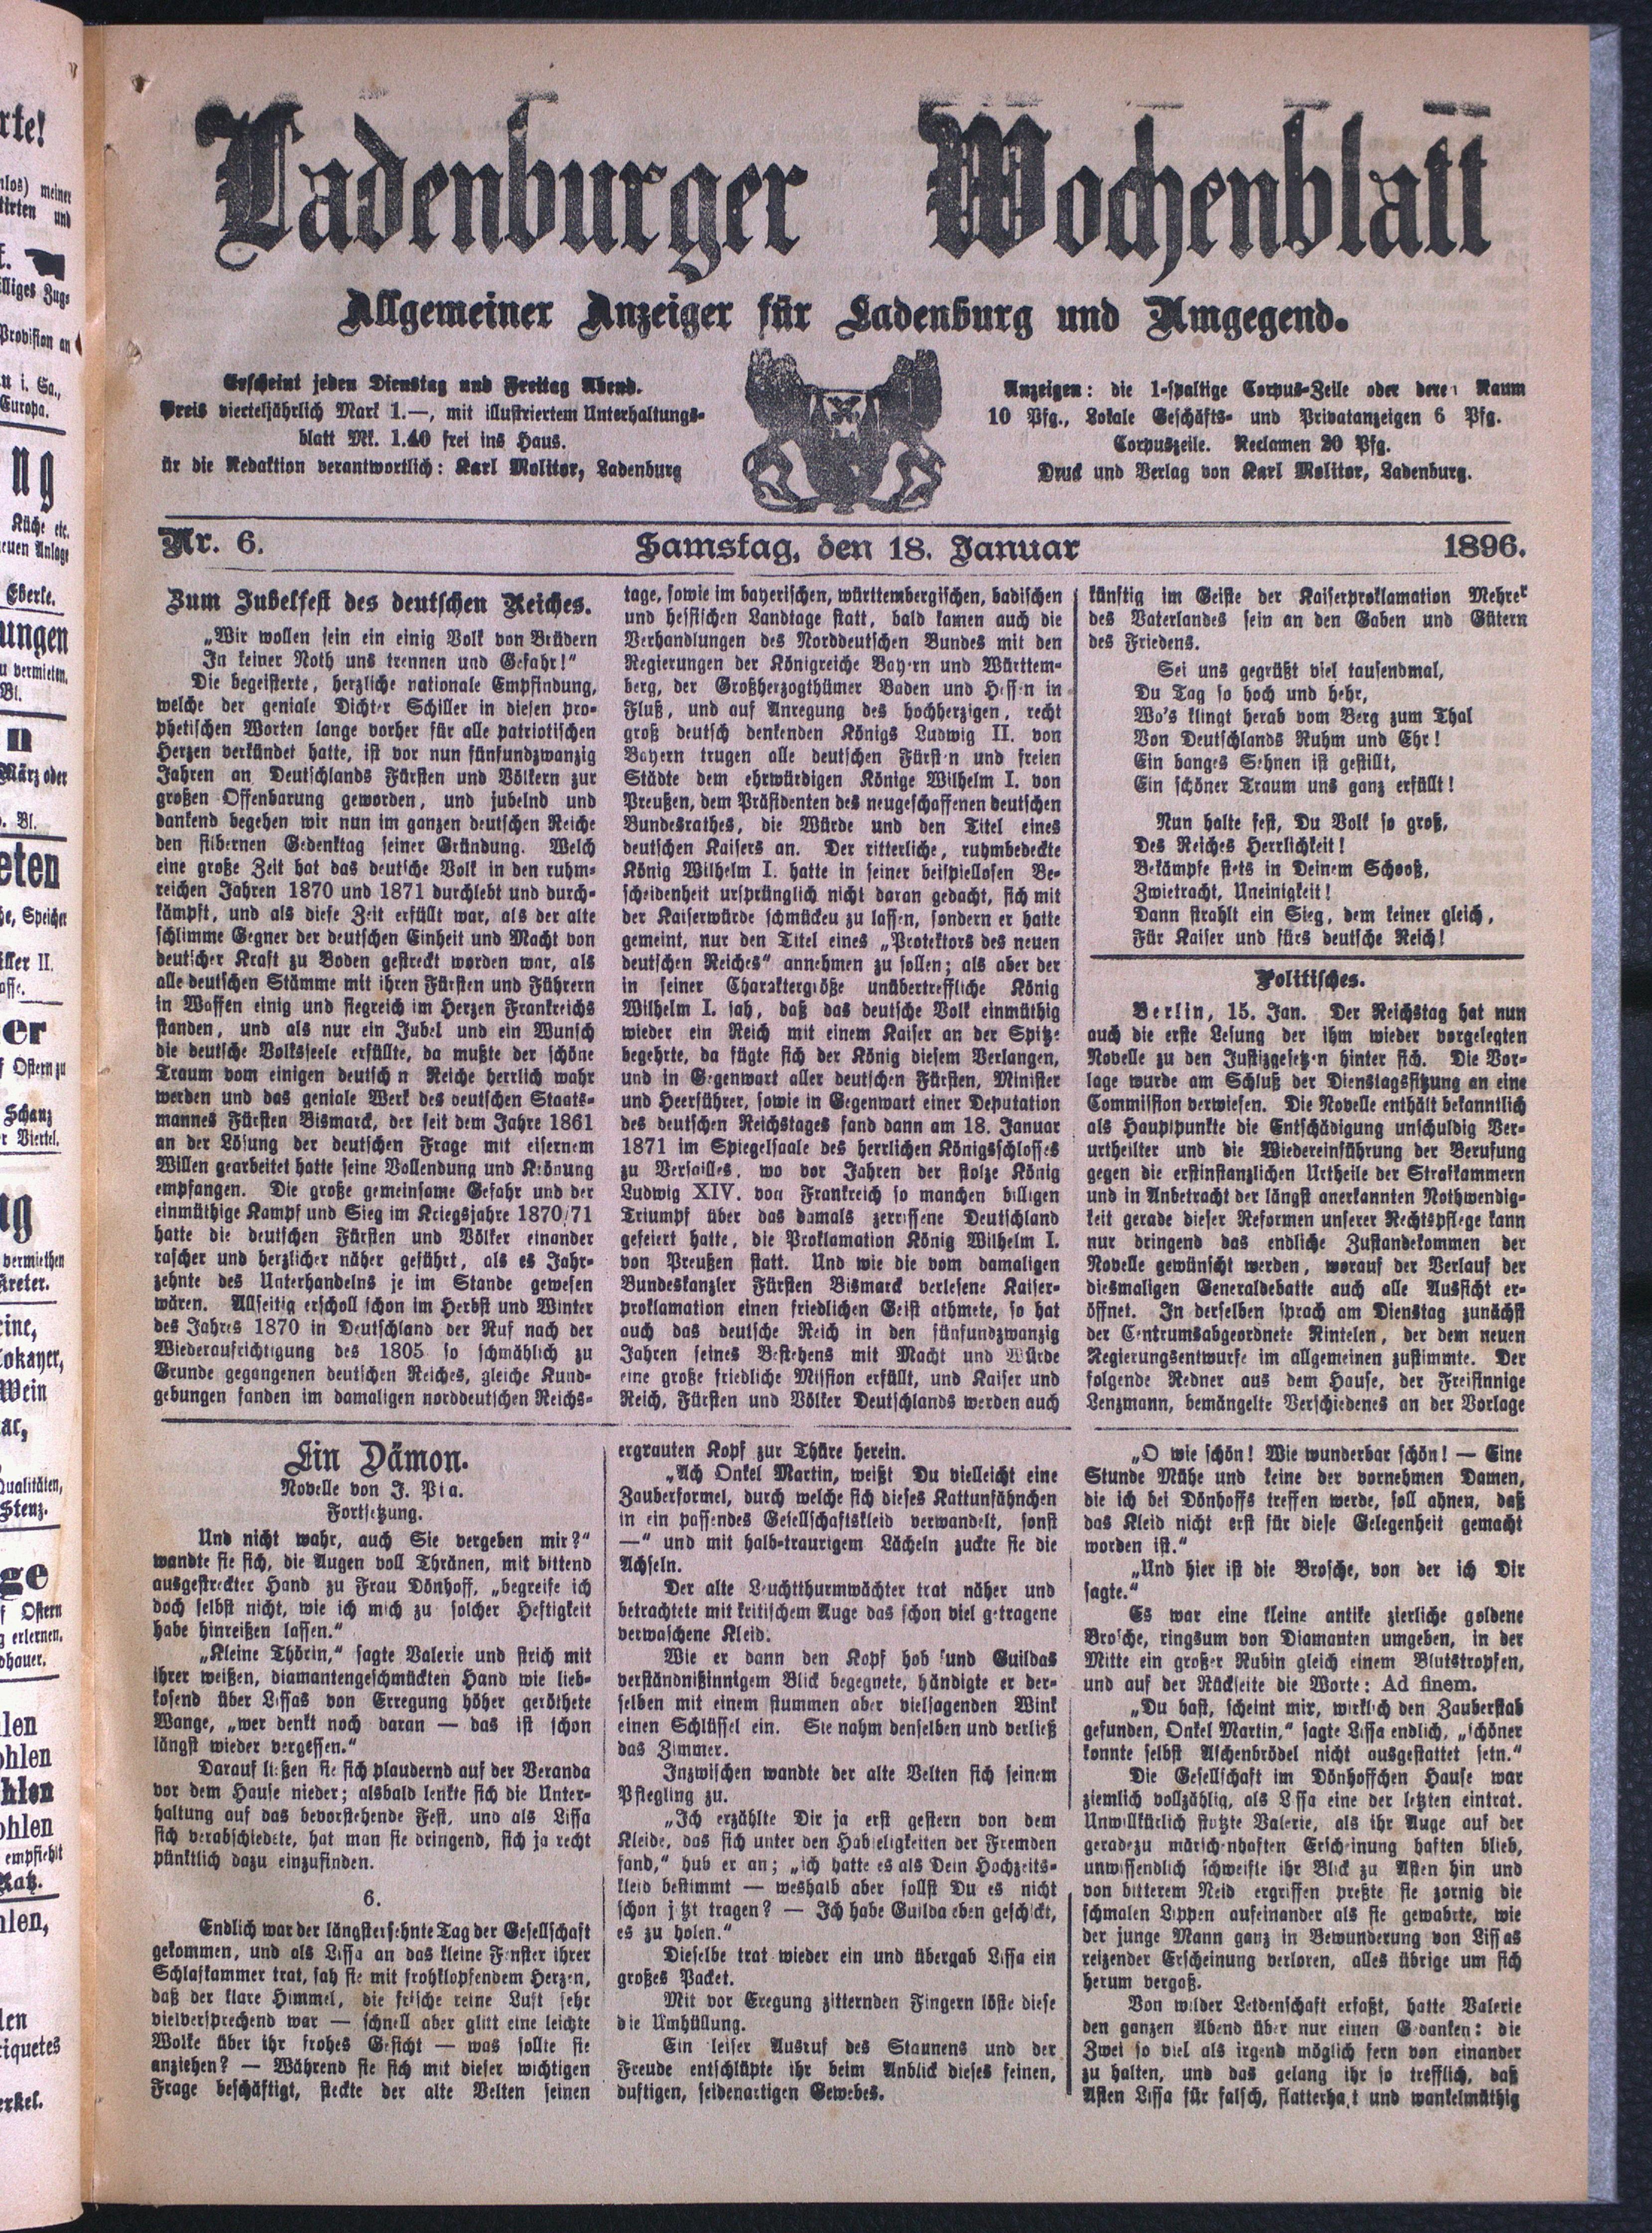 Ladenburger Wochenblatt
Allgemeiner Anzeiger für Ladenburg und Umgegend.
Erscheint jeden Dienstag und Freitag Abend.
Preis vierteljährlich Mark 1.—, mit illustriertem Unterhaltungs-
blatt Mk. 1.40 frei ins Haus.
ür die Redaktion verantwortlich: Karl Molitor, Ladenburg
Anzeigen: die 1-spaltige Corpus-Zeile oder deren Raum
10 Pfg., Lokale Geschäfts- und Privatanzeigen 6 Pfg.
Corpuszeile. Reclamen 20 Pfg.
Druck und Verlag von Karl Molitor, Ladenburg.
Nr. 6.
Samstag, den 18. Januar
1896.
Zum Jubelfest des deutschen Reiches.
„Wir wollen sein ein einig Volk von Brüdern
In keiner Noth uns trennen und Gefahr!"
Die begeisterte, herzliche nationale Empfindung,
welche der geniale Dichter Schiller in diesen pro-
phetischen Worten lange vorher für alle patriotischen
Herzen verkündet hatte, ist vor nun fünfundzwanzig
Jahren an Deutschlands Fürsten und Völkern zur
großen Offenbarung geworden, und jubelnd und
dankend begehen wir nun im ganzen deutschen Reiche
den silbernen Gedenktag seiner Gründung. Welch
eine große Zeit hat das deutsche Volk in den ruhm-
reichen Jahren 1870 und 1871 durchlebt und durch-
kämpft, und als diese Zeit erfüllt war, als der alte
schlimme Gegner der deutschen Einheit und Macht von
deutscher Kraft zu Boden gestreckt worden war, als
alle deutschen Stämme mit ihren Fürsten und Führern
in Waffen einig und siegreich im Herzen Frankreichs
standen, und als nur ein Jubel und ein Wunsch
die deutsche Volksseele erfüllte, da mußte der schöne
Traum vom einigen deutsch n Reiche herrlich wahr
werden und das geniale Werk des deutschen Staats-
mannes Fürsten Bismarck, der seit dem Jahre 1861
an der Lösung der deutschen Frage mit eisernem
Willen gearbeitet hatte seine Vollendung und Krönung
empfangen. Die große gemeinsame Gefahr und der
einmüthige Kampf und Sieg im Kriegsjahre 1870/71
hatte die deutschen Fürsten und Völker einander
rascher und herzlicher näher geführt, als es Jahr-
zehnte des Unterhandelns je im Stande gewesen
wären. Allseitig erscholl schon im Herbst und Winter
des Jahres 1870 in Deutschland der Ruf nach der
Wiederaufrichtigung des 1805 so schmählich zu
Grunde gegangenen deutschen Reiches, gleiche Kund-
gebungen fanden im damaligen norddeutschen Reichs-
tage, sowie im bayerischen, württembergischen, badischen
und hessischen Landtage statt, bald kamen auch die
Verhandlungen des Norddeutschen Bundes mit den
Regierungen der Königreiche Bayern und Württem-
berg, der Großherzogthümer Baden und Hessen in
Fluß, und auf Anregung des hochherzigen, recht
groß deutsch denkenden Königs Ludwig II. von
Bayern trugen alle deutschen Fürsten und freien
Städte dem ehrwürdigen Könige Wilhelm I. von
Preußen, dem Präsidenten des neugeschaffenen deutschen
Bundesrathes, die Würde und den Titel eines
deutschen Kaisers an. Der ritterliche, ruhmbedeckte
König Wilhelm I. hatte in seiner beispiellosen Be-
scheidenheit ursprünglich nicht daran gedacht, sich mit
der Kaiserwürde schmücken zu lassen, sondern er hatte
gemeint, nur den Titel eines „Protektors des neuen
deutschen Reiches" annehmen zu sollen; als aber der
in seiner Charaktergröße unübertreffliche König
Wilhelm I. sah, daß das deutsche Volk einmüthig
wieder ein Reich mit einem Kaiser an der Spitze
begehrte, da fügte sich der König diesem Verlangen,
und in Gegenwart aller deutschen Fürsten, Minister
und Heerführer, sowie in Gegenwart einer Deputation
des deutschen Reichstages fand dann am 18. Januar
1871 im Spiegelsaale des herrlichen Königsschlosses
zu Versailles, wo vor Jahren der stolze König
Ludwig XIV. von Frankreich so manchen billigen
Triumpf über das damals zerrissene Deutschland
gefeiert hatte, die Proklamation König Wilhelm I.
von Preußen statt. Und wie die vom damaligen
Bundeskanzler Fürsten Bismarck verlesene Kaiser-
proklamation einen friedlichen Geist athmete, so hat
auch das deutsche Reich in den fünfundzwanzig
Jahren seines Bestehens mit Macht und Würde
eine große friedliche Mission erfüllt, und Kaiser und
Reich, Fürsten und Völker Deutschlands werden auch
künftig im Geiste der Kaiserproklamation Mehrer
des Vaterlandes sein an den Gaben und Gütern
des Friedens.
Sei uns gegrüßt viel tausendmal,
Du Tag so hoch und hehr,
Wo's klingt herab vom Berg zum Thal
Von Deutschlands Ruhm und Ehr!
Ein banges Sehnen ist gestillt,
Ein schöner Traum uns ganz erfüllt!
Nun halte fest, Du Volk so groß,
Des Reiches Herrlichkeit!
Bekämpfe stets in Deinem Schooß,
Zwietracht, Uneinigkeit!
Dann strahlt ein Sieg, dem keiner gleich,
Für Kaiser und fürs deutsche Reich!
Politisches.
Berlin, 15. Jan. Der Reichstag hat nun
auch die erste Lesung der ihm wieder vorgelegten
Novelle zu den Justizgesetzen hinter sich. Die Vor-
lage wurde am Schluß der Dienstagssitzung an eine
Commission verwiesen. Die Novelle enthält bekanntlich
als Hauptpunkte die Entschädigung unschuldig Ver-
urtheilter und die Wiedereinführung der Berufung
gegen die erstinstanzlichen Urtheile der Strafkammern
und in Anbetracht der längst anerkannten Nothwendig-
keit gerade dieser Reformen unserer Rechtspflege kann
nur dringend das endliche Zustandekommen der
Novelle gewünscht werden, worauf der Verlauf der
diesmaligen Generaldebatte auch alle Aussicht er-
öffnet. In derselben sprach am Dienstag zunächst
der Centrumsabgeordnete Rintelen, der dem neuen
Regierungsentwurfe im allgemeinen zustimmte. Der
folgende Redner aus dem Hause, der Freisinnige
Lenzmann, bemängelte Verschiedenes an der Vorlage
Ein Dämon.
Novelle von J. Pia.
Fortsetzung.
Und nicht wahr, auch Sie vergeben mir?"
wandte sie sich, die Augen voll Thränen, mit bittend
ausgestreckter Hand zu Frau Dönhoff, „begreife ich
doch selbst nicht, wie ich mich zu solcher Heftigkeit
habe hinreißen lassen."
„Kleine Thörin," sagte Valerie und strich mit
ihrer weißen, diamantengeschmückten Hand wie lieb-
kosend über Lissas von Erregung höher geröthete
Wange, „wer denkt noch daran — das ist schon
längst wieder vergessen."
Darauf ließen sie sich plaudernd auf der Veranda
vor dem Hause nieder; alsbald lenkte sich die Unter-
haltung auf das bevorstehende Fest, und als Lissa
sich verabschiedete, hat man sie dringend, sich ja recht
pünktlich dazu einzufinden.
6.
Endlich war der längstersehnte Tag der Gesellschaft
gekommen, und als Lissa an das kleine Fenster ihrer
Schlafkammer trat, sah sie mit frohklopfendem Herzen,
daß der klare Himmel, die frische reine Luft sehr
vielversprechend war — schnell aber glitt eine leichte
Wolke über ihr frohes Gesicht — was sollte sie
anziehen? — Während sie sich mit dieser wichtigen
Frage beschäftigt, steckte der alte Velten seinen
ergrauten Kopf zur Thüre herein.
„Ach Onkel Martin, weißt Du vielleicht eine
Zauberformel, durch welche sich dieses Kattunfähnchen
in ein passendes Gesellschaftskleid verwandelt, sonst
—" und mit halb-traurigem Lächeln zuckte sie die
Achseln.
Der alte Leuchtthurmwächter trat näher und
betrachtete mit kritischem Auge das schon viel getragene
verwaschene Kleid.
Wie er dann den Kopf hob und Guildas
verständnißinnigem Blick begegnete, händigte er der-
selben mit einem stummen aber vielsagenden Wink
einen Schlüssel ein. Sie nahm denselben und verließ
das Zimmer.
Inzwischen wandte der alte Velten sich seinem
Pflegling zu.
„Ich erzählte Dir ja erst gestern von dem
Kleide, das sich unter den Habseligkeiten der Fremden
fand," hub er an; „ich hatte es als Dein Hochzeits-
kleid bestimmt — weshalb aber sollst Du es nicht
schon jetzt tragen? — Ich habe Guilda eben geschickt,
es zu holen."
Dieselbe trat wieder ein und übergab Lissa ein
großes Packet.
Mit vor Eregung zitternden Fingern löste diese
die Umhüllung.
Ein leiser Ausruf des Staunens und der
Freude entschlüpte ihr beim Anblick dieses feinen,
duftigen, seidenartigen Gewebes.
„O wie schön! Wie wunderbar schön! — Eine
Stunde Mühe und keine der vornehmen Damen,
die ich bei Dönhoffs treffen werde, soll ahnen, daß
das Kleid nicht erst für diese Gelegenheit gemacht
worden ist."
„Und hier ist die Brosche, von der ich Dir
sagte."
Es war eine kleine antike zierliche goldene
Brosche, ringsum von Diamanten umgeben, in der
Mitte ein großer Rubin gleich einem Blutstropfen,
und auf der Rückseite die Worte: Ad finem.
„Du hast, scheint mir, wirklich den Zauberstab
gefunden, Onkel Martin," sagte Lissa endlich, „schöner
konnte selbst Aschenbrödel nicht ausgestattet sein."
Die Gesellschaft im Dönhoffchen Hause war
ziemlich vollzählig, als Lissa eine der letzten eintrat.
Unwillkürlich stutzte Valerie, als ihr Auge auf der
geradezu märchenhaften Erscheinung haften blieb,
unwissendlich schweifte ihr Blick zu Asten hin und
von bitterem Neid ergriffen preßte sie zornig die
schmalen Lippen aufeinander als sie gewahrte, wie
der junge Mann ganz in Bewunderung von Lissas
reizender Erscheinung verloren, alles übrige um sich
herum vergaß.
Von wilder Leidenschaft erfaßt, hatte Valerie
den ganzen Abend über nur einen Gedanken: die
Zwei so viel als irgend möglich fern von einander
zu halten, und das gelang ihr so trefflich, daß
Asten Lissa für falsch, flatterhaft und wankelmüthig